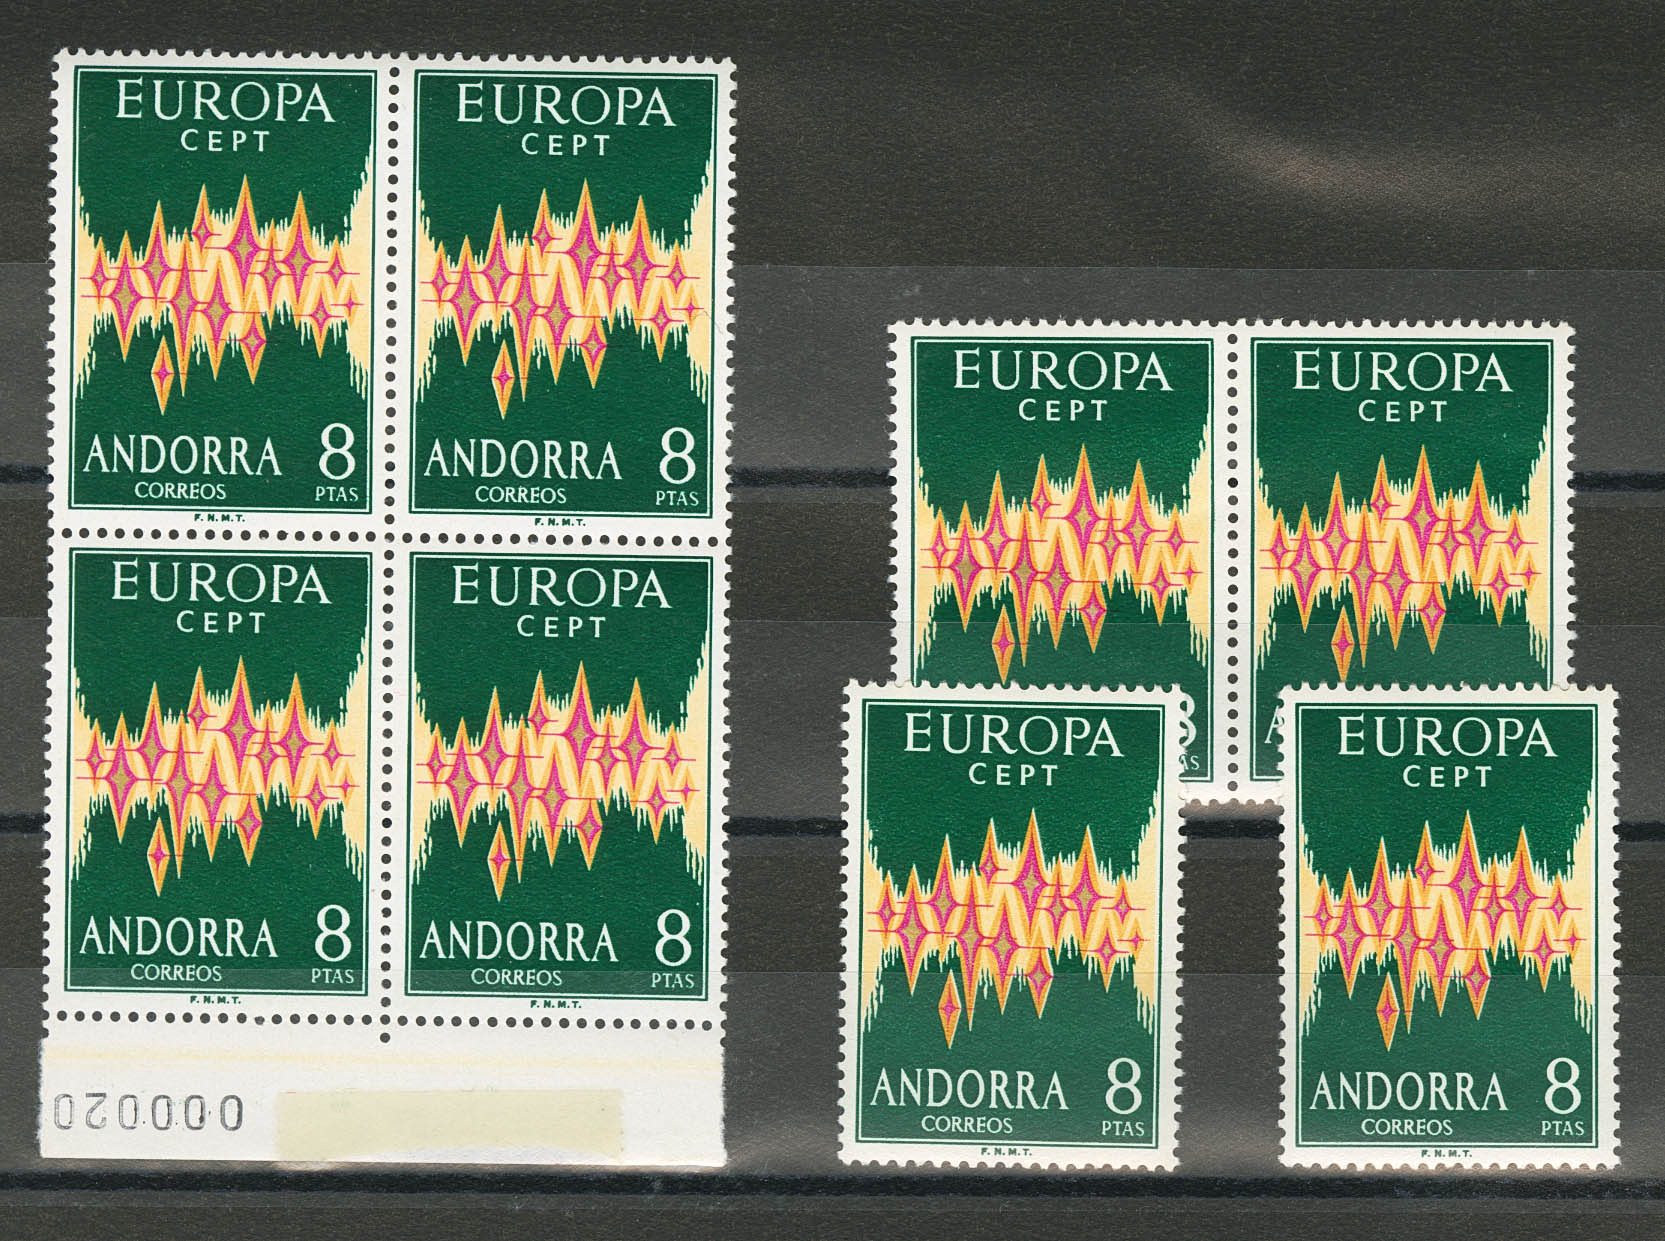 EUROPA
CEPT
ANDORRA 8
CORREOS PTAS
F.N.M.T.
EUROPA
CEPT
ANDORRA 8
CORREOS PTAS
F.N.M.T.
EUROPA
CEPT
ANDORRA 8
CORREOS PTAS
F.N.M.T.
EUROPA
CEPT
ANDORRA 8
CORREOS PTAS
F.N.M.T.
000020
EUROPA
CEPT
8
EUROPA
CEPT
A
EUROPA
CEPT
ANDORRA 8
CORREOS PTAS
F.N.M.T.
EUROPA
CEPT
ANDORRA 8
CORREOS PTAS
F.N.M.T.